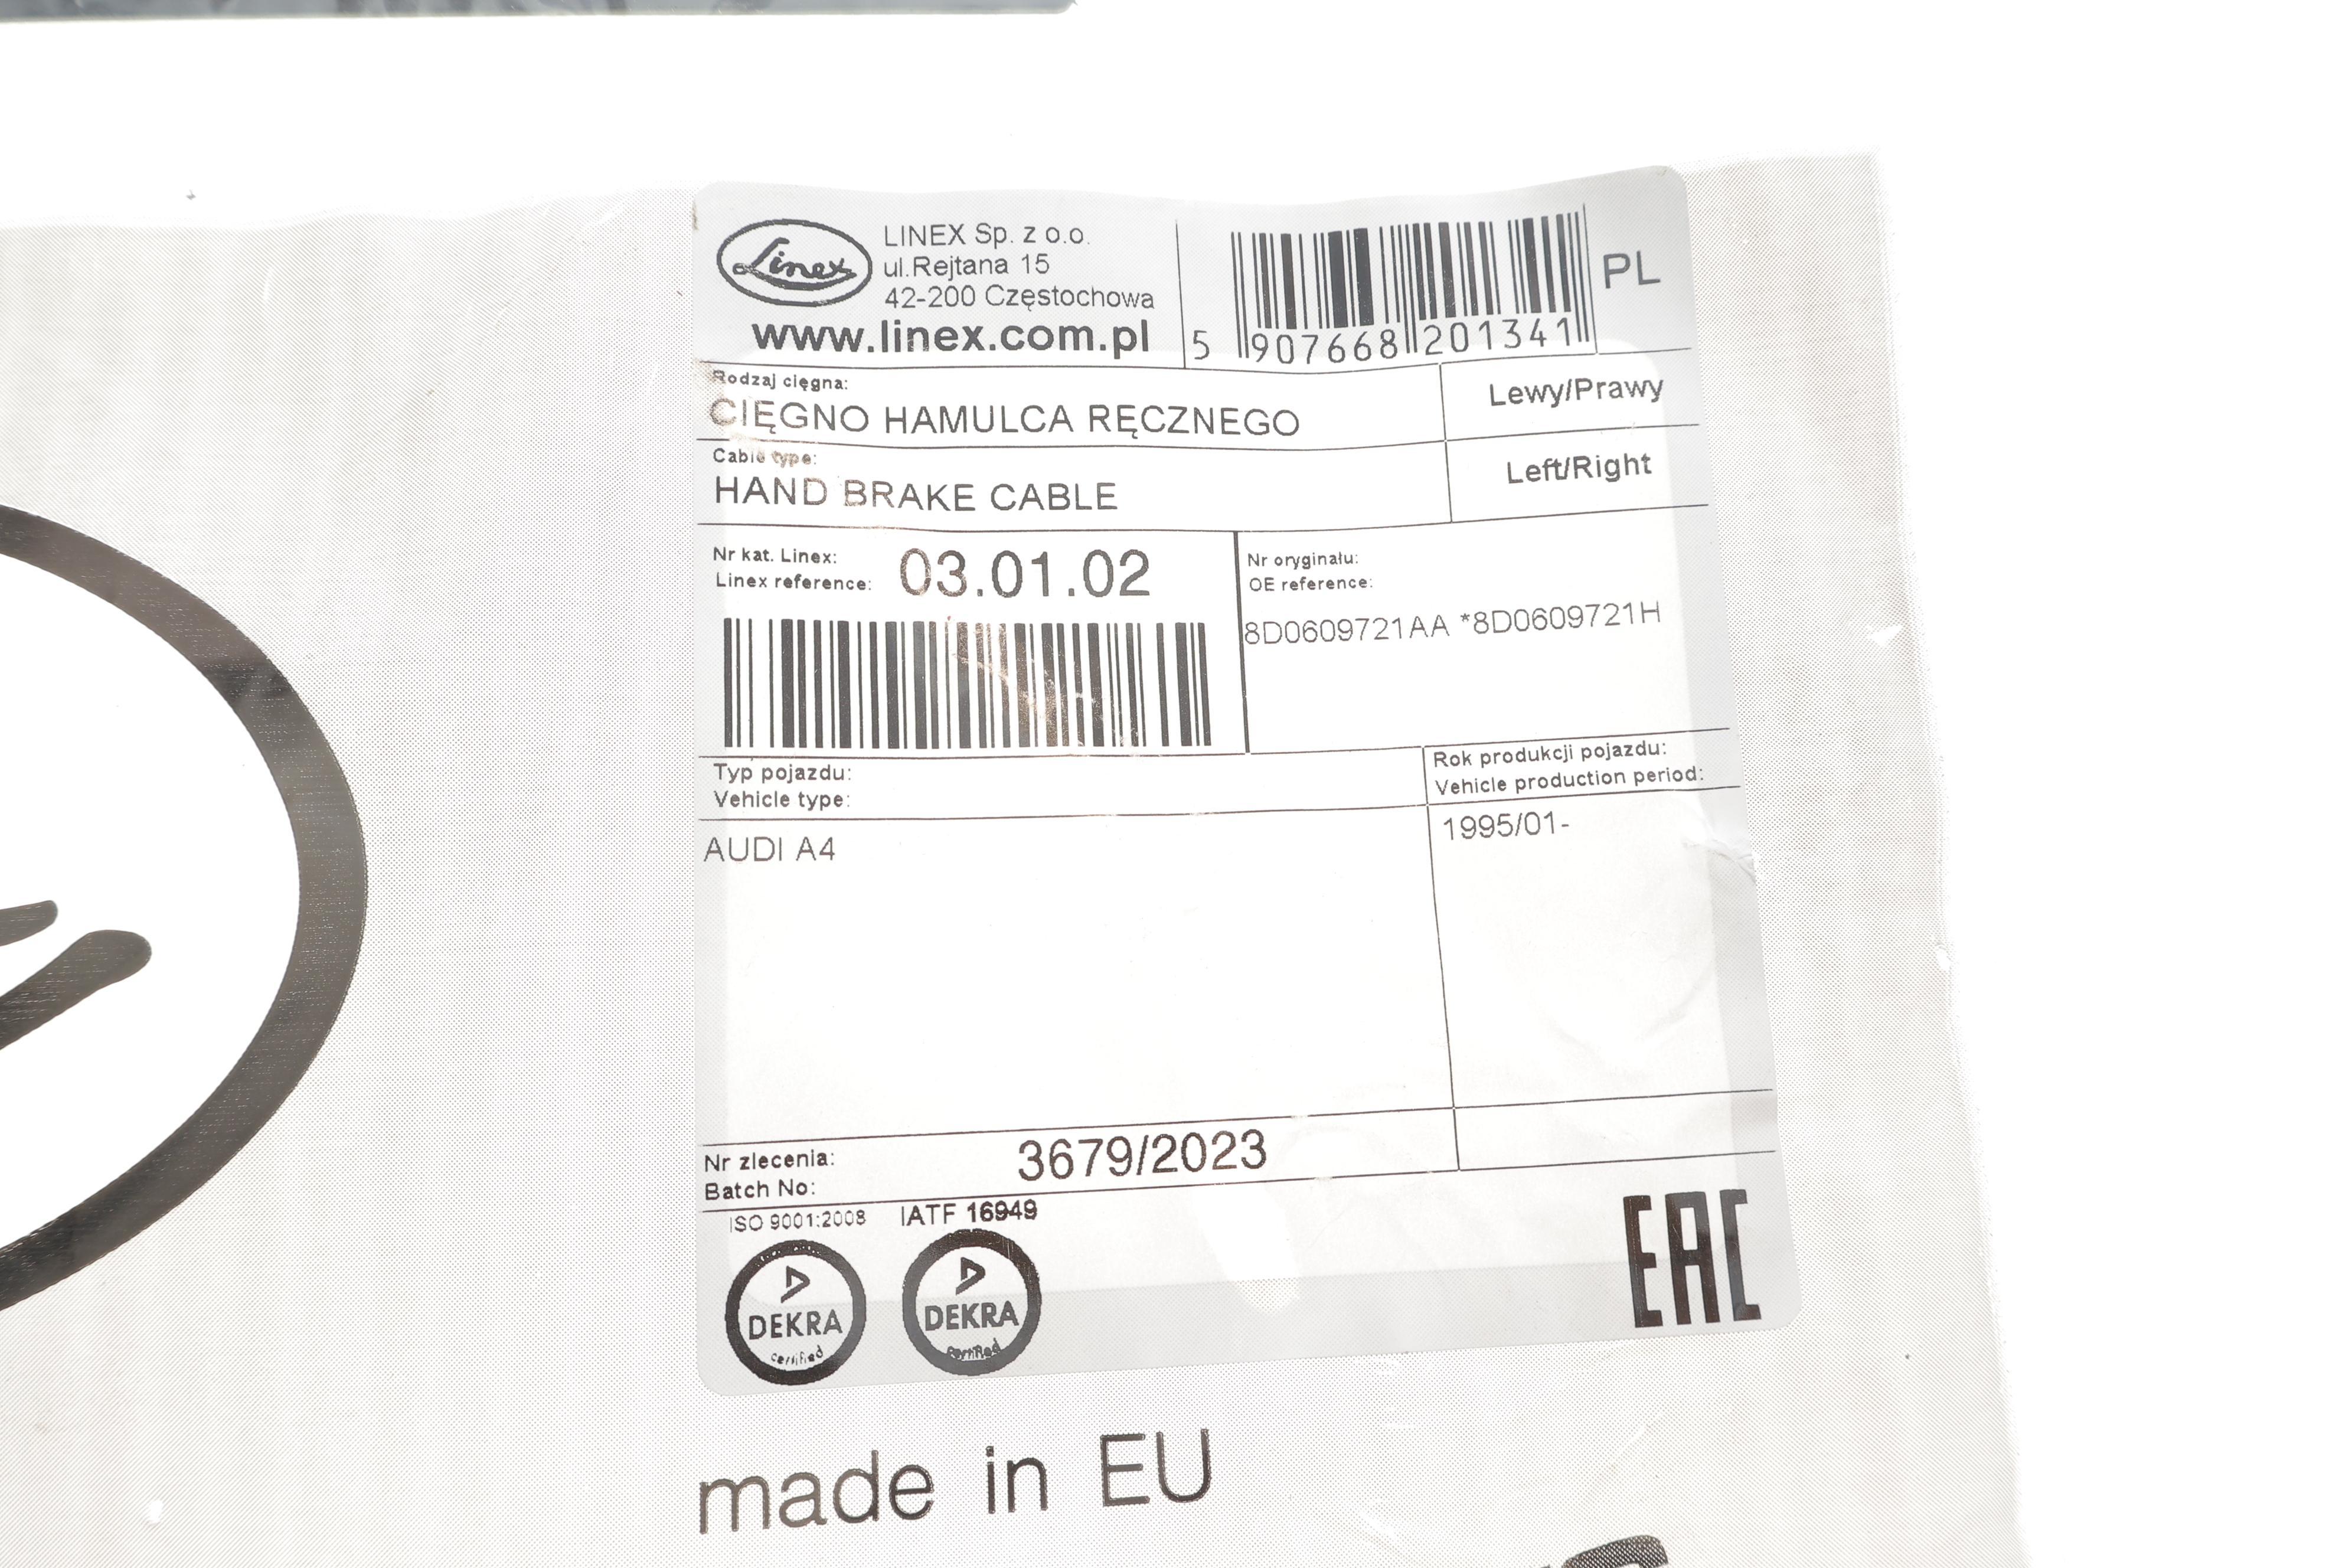 Linex
LINEX Sp. z o.o.
ul.Rejtana 15
42-200 Częstochowa
www.linex.com.pl
5 907668 201341
PL
Rodzaj cięgna:
CIĘGNO HAMULCA RĘCZNEGO
Lewy/Prawy
Cable type:
HAND BRAKE CABLE
Left/Right
Nr kat. Linex:
Linex reference:
03.01.02
Nr oryginału:
OE reference:
8D0609721AA *8D0609721H
Typ pojazdu:
Vehicle type:
Rok produkcji pojazdu:
Vehicle production period:
AUDI A4
1995/01-
Nr zlecenia:
Batch No:
3679/2023
ISO 9001:2008
IATF 16949
DEKRA
certified
DEKRA
certified
EAC
made in EU